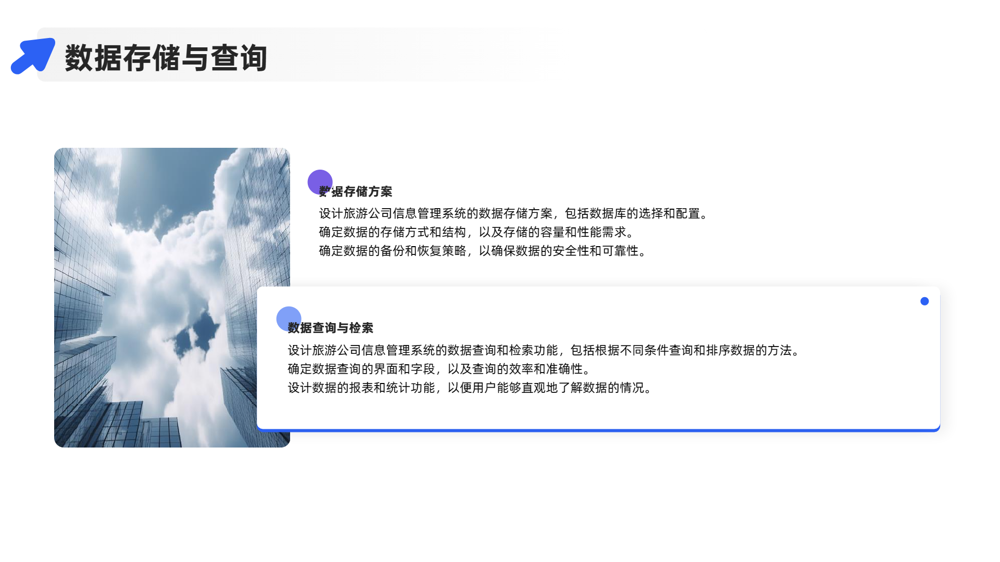 数据存储与查询
数据存储方案
设计旅游公司信息管理系统的数据存储方案，包括数据库的选择和配置。
确定数据的存储方式和结构，以及存储的容量和性能需求。
确定数据的备份和恢复策略，以确保数据的安全性和可靠性。
数据查询与检索
设计旅游公司信息管理系统的数据查询和检索功能，包括根据不同条件查询和排序数据的方法。
确定数据查询的界面和字段，以及查询的效率和准确性。
设计数据的报表和统计功能，以便用户能够直观地了解数据的情况。